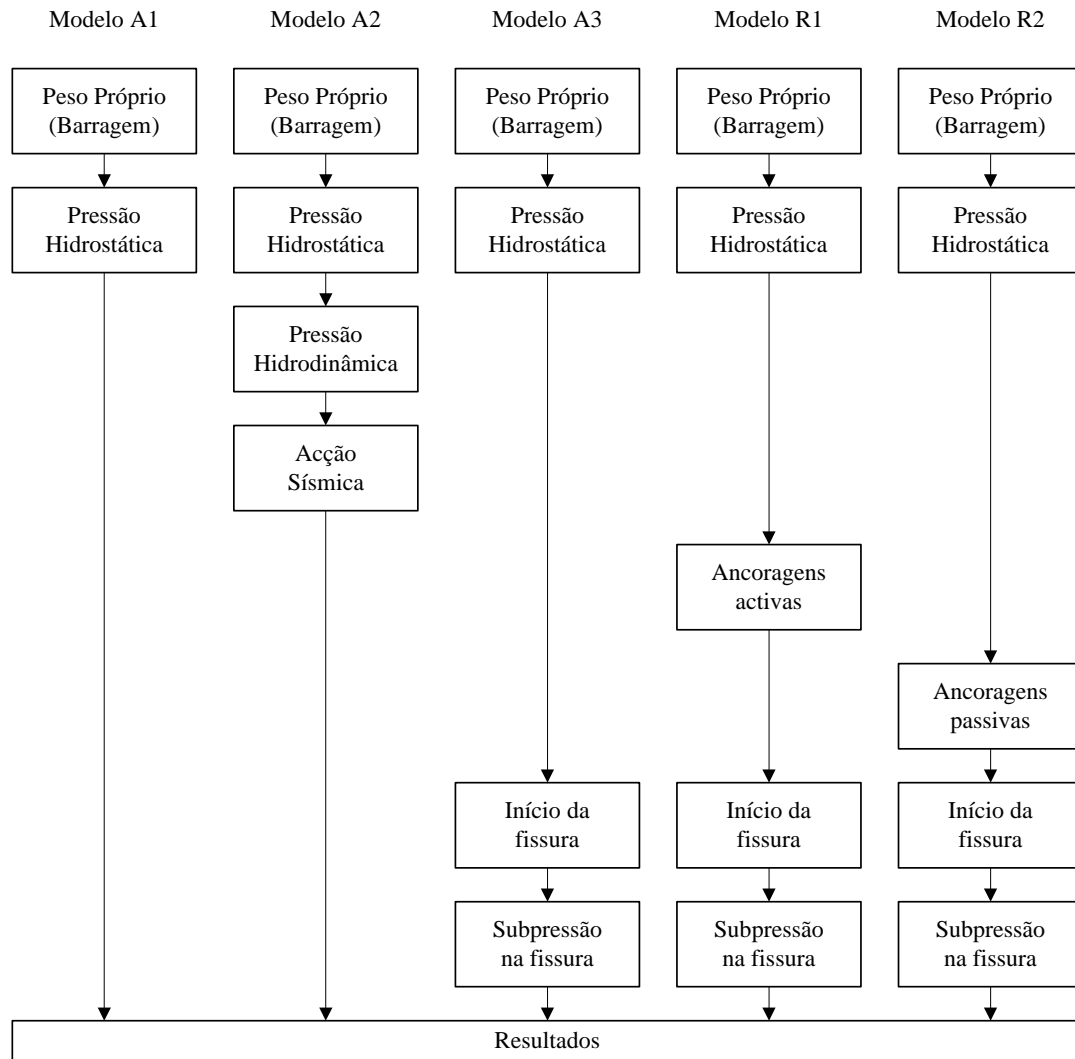 Modelo A1
Modelo A2
Modelo A3
Modelo R1
Modelo R2
Peso Próprio
(Barragem)
Peso Próprio
(Barragem)
Peso Próprio
(Barragem)
Peso Próprio
(Barragem)
Peso Próprio
(Barragem)
Pressão
Hidrostática
Pressão
Hidrostática
Pressão
Hidrostática
Pressão
Hidrostática
Pressão
Hidrostática
Pressão
Hidrodinâmica
Acção
Sísmica
Ancoragens
activas
Ancoragens
passivas
Início da
fissura
Início da
fissura
Início da
fissura
Subpressão
na fissura
Subpressão
na fissura
Subpressão
na fissura
Resultados